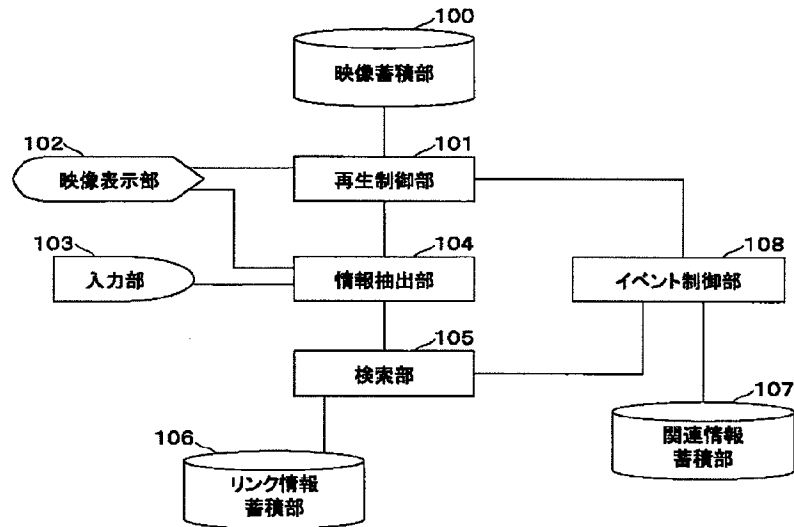 100
映像蓄積部
102
映像表示部
101
再生制御部
103
入力部
104
情報抽出部
108
イベント制御部
105
検索部
107
関連情報
蓄積部
106
リンク情報
蓄積部